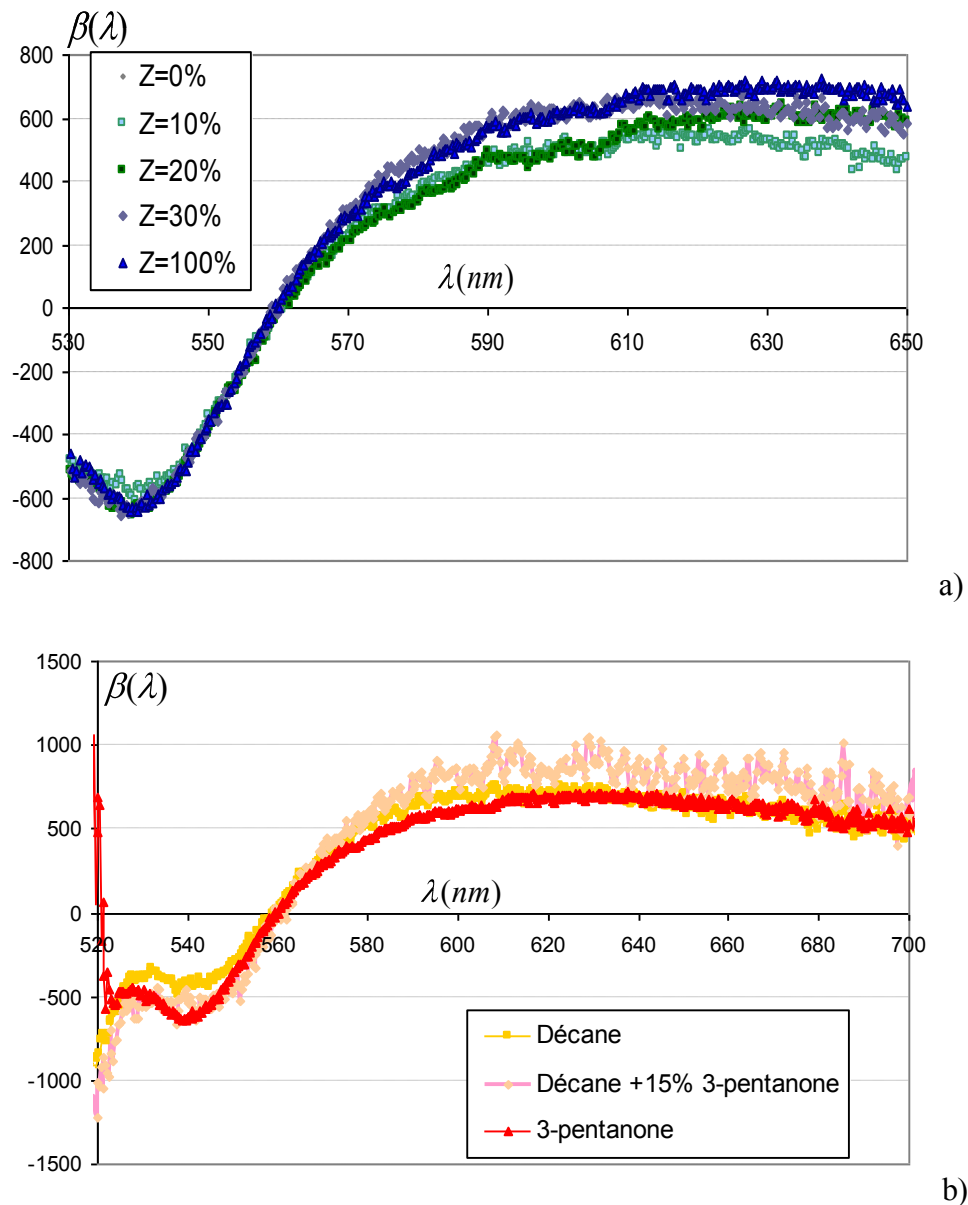 β(λ)
800
600
400
200
0
-200
-400
-600
-800
Z=0%
Z=10%
Z=20%
Z=30%
Z=100%
λ(nm)
530 550 570 590 610 630 650
a)
β(λ)
1500
1000
500
0
-500
-1000
-1500
λ(nm)
520 540 560 580 600 620 640 660 680 700
Décane
Décane +15% 3-pentanone
3-pentanone
b)